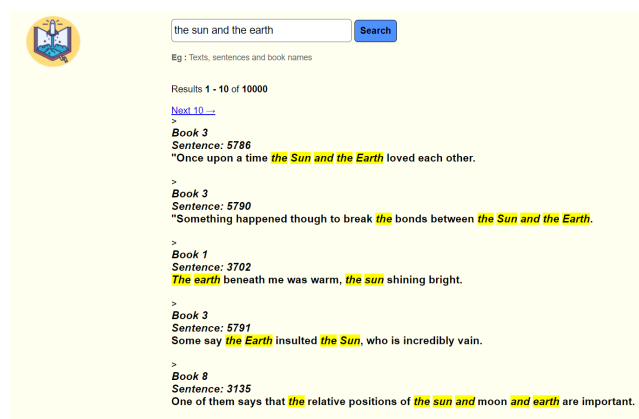 the sun and the earth
Search
Eg : Texts, sentences and book names
Results 1 - 10 of 10000
Next 10 →
>
Book 3
Sentence: 5786
"Once upon a time the Sun and the Earth loved each other.
>
Book 3
Sentence: 5790
"Something happened though to break the bonds between the Sun and the Earth.
>
Book 1
Sentence: 3702
The earth beneath me was warm, the sun shining bright.
>
Book 3
Sentence: 5791
Some say the Earth insulted the Sun, who is incredibly vain.
>
Book 8
Sentence: 3135
One of them says that the relative positions of the sun and moon and earth are important.